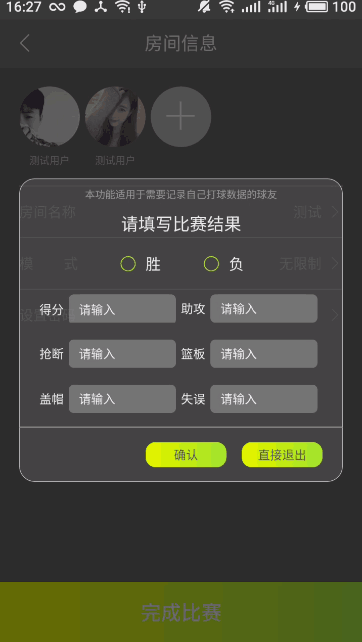 16:27 4G 100
房间信息
测试用户 测试用户
本功能适用于需要记录自己打球数据的球友
房间名称 测试
请填写比赛结果
模 式 胜 负 无限制
得分 请输入 助攻 请输入
抢断 请输入 篮板 请输入
盖帽 请输入 失误 请输入
确认 直接退出
完成比赛